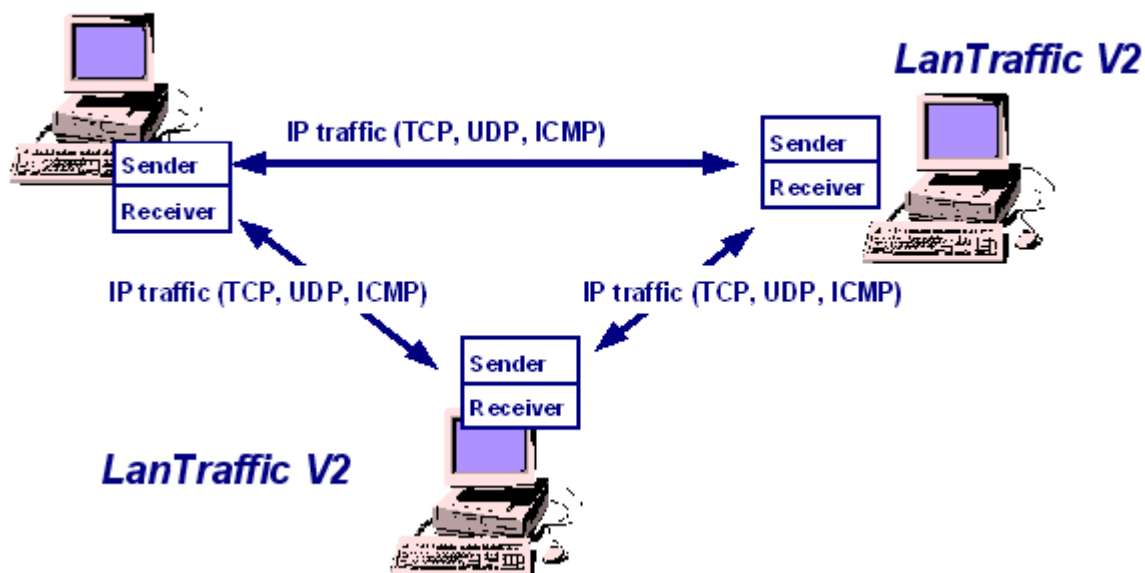 LanTraffic V2
IP traffic (TCP, UDP, ICMP)
Sender
Receiver
Sender
Receiver
IP traffic (TCP, UDP, ICMP)
IP traffic (TCP, UDP, ICMP)
Sender
Receiver
LanTraffic V2